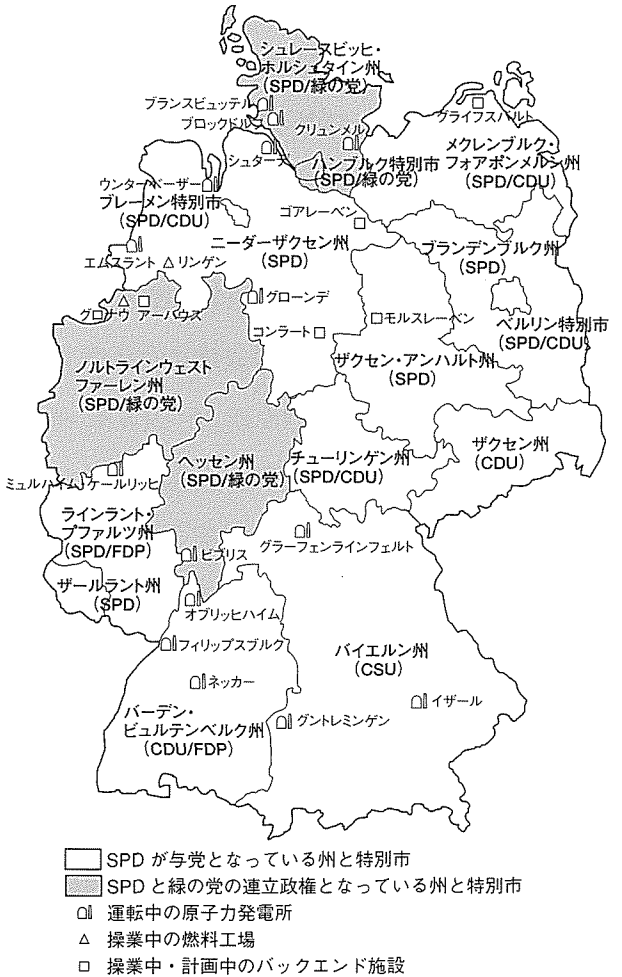 シュレースビッヒ・
ホルシュタイン州
(SPD/緑の党)
ブランスビュッテル
ブロックドルフ
クリュンメル
グライフスバルト
シュターデ
ハンブルク特別市
(SPD/緑の党)
メクレンブルク・
フォアポンメルン州
(SPD/CDU)
ウンターベーザー
ブレーメン特別市
(SPD/CDU)
ゴアレーベン
ニーダーザクセン州
(SPD)
ブランデンブルク州
(SPD)
エムスラント
リンゲン
グローンデ
グロナウ
アーハウス
コンラート
モルスレーベン
ベルリン特別市
(SPD/CDU)
ノルトラインウェスト
ファーレン州
(SPD/緑の党)
ザクセン・アンハルト州
(SPD)
ヘッセン州
(SPD/緑の党)
チューリンゲン州
(SPD/CDU)
ザクセン州
(CDU)
ミュルハイム・ケールリッヒ
ラインラント・
プファルツ州
(SPD/FDP)
ビブリス
グラーフェンラインフェルト
ザールラント州
(SPD)
オブリッヒハイム
フィリップスブルク
バイエルン州
(CSU)
ネッカー
イザール
バーデン・
ビュルテンベルク州
(CDU/FDP)
グントレミンゲン
SPD が与党となっている州と特別市
SPD と緑の党の連立政権となっている州と特別市
運転中の原子力発電所
操業中の燃料工場
操業中・計画中のバックエンド施設